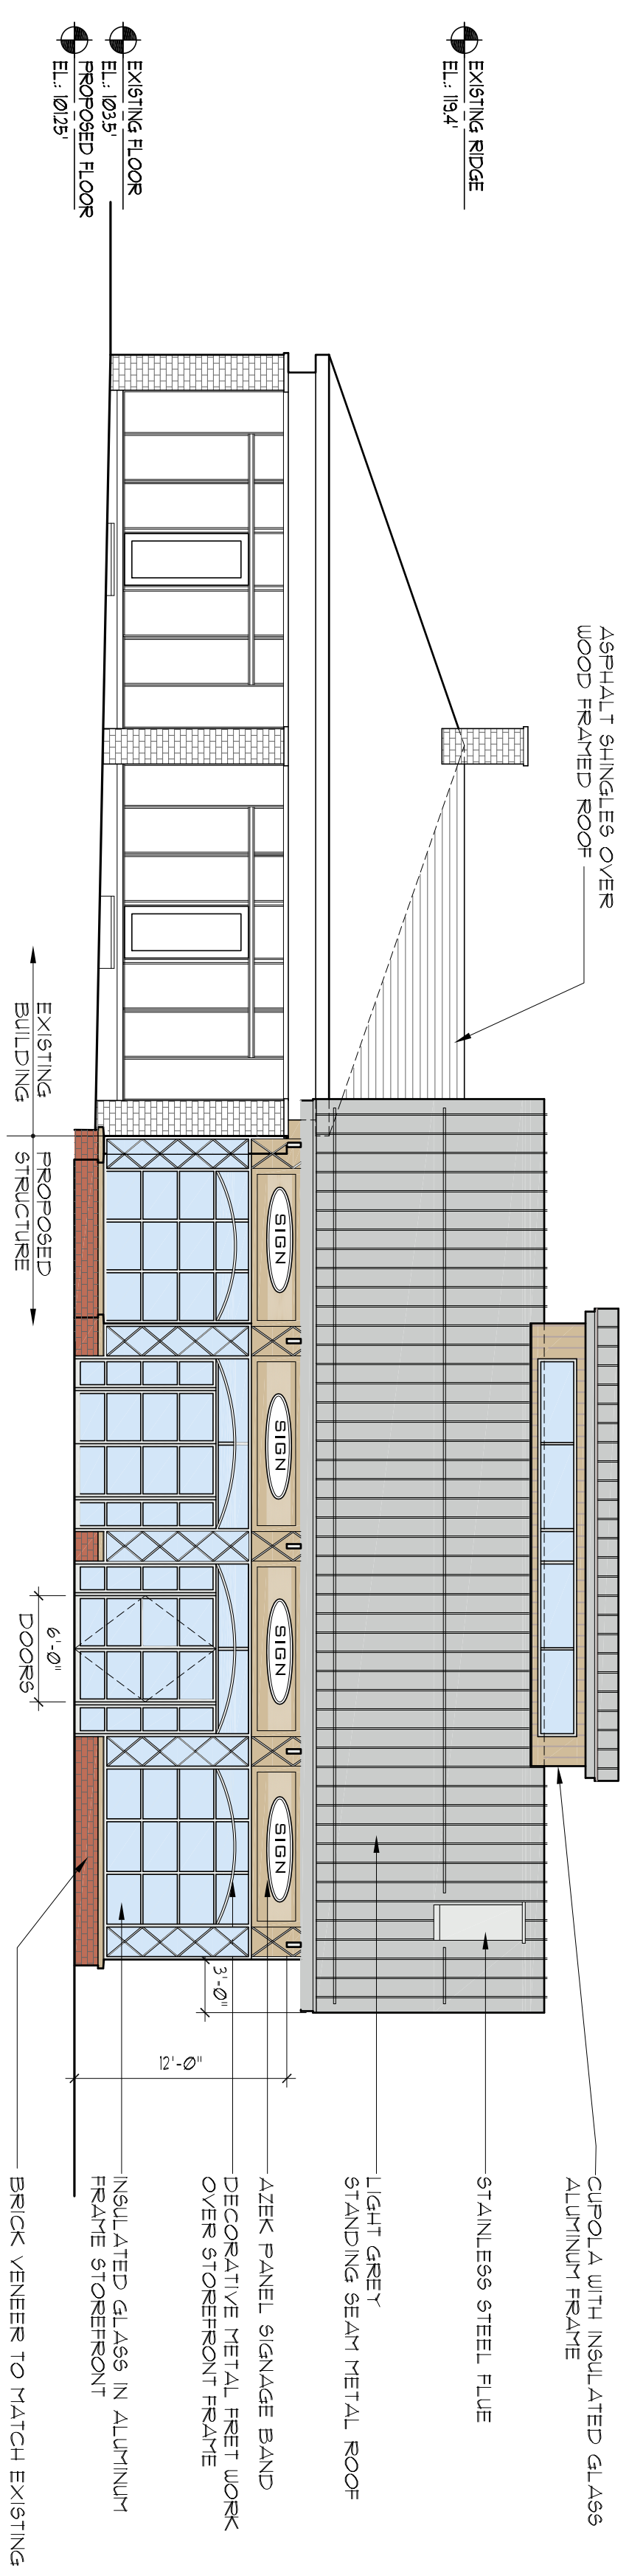 EXISTING RIDGE
EL.: 119.4'
EXISTING FLOOR
EL.: 103.5'
PROPOSED FLOOR
EL.: 101.25'
ASPHALT SHINGLES OVER
WOOD FRAMED ROOF
EXISTING
BUILDING
PROPOSED
STRUCTURE
SIGN
SIGN
SIGN
SIGN
6'-0"
DOORS
3'-0"
12'-0"
CUPOLA WITH INSULATED GLASS
ALUMINUM FRAME
STAINLESS STEEL FLUE
LIGHT GREY
STANDING SEAM METAL ROOF
AZEK PANEL SIGNAGE BAND
DECORATIVE METAL FRET WORK
OVER STOREFRONT FRAME
INSULATED GLASS IN ALUMINUM
FRAME STOREFRONT
BRICK VENEER TO MATCH EXISTING